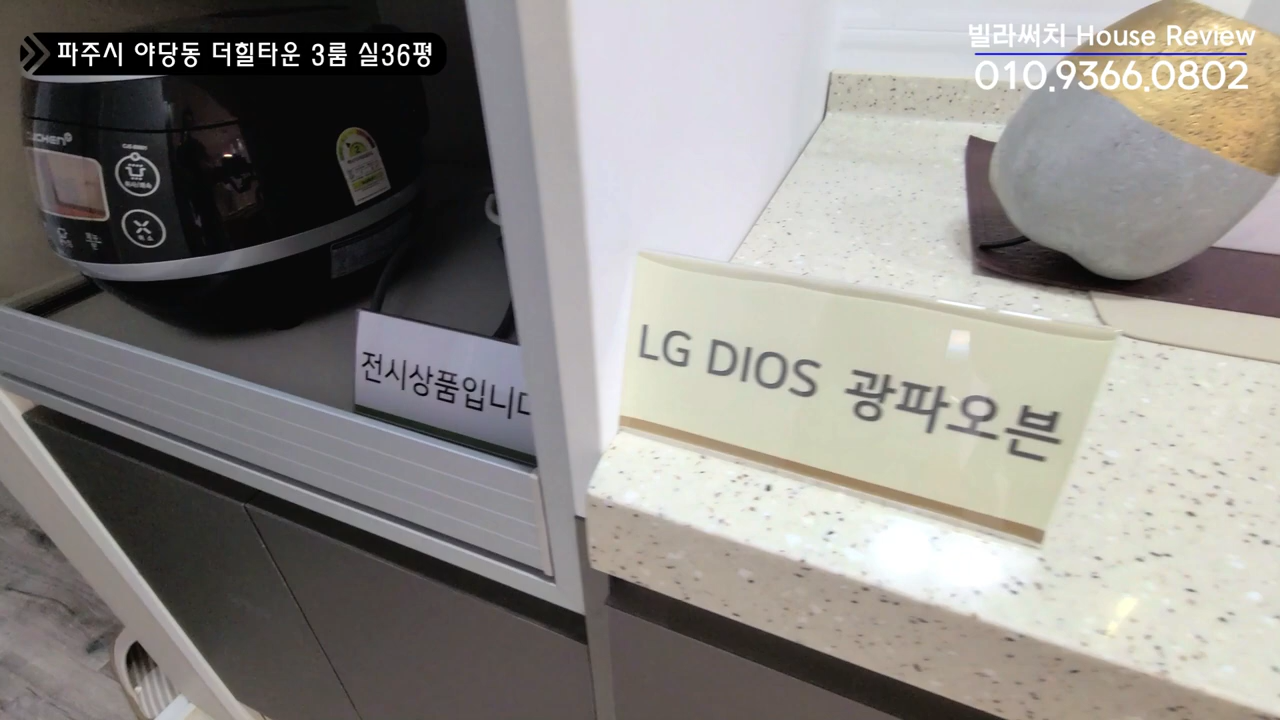 파주시 야당동 더힐타운 3룸 실36평
빌라써치 House Review
010.9366.0802
전시상품입니다
LG DIOS 광파오븐
취소